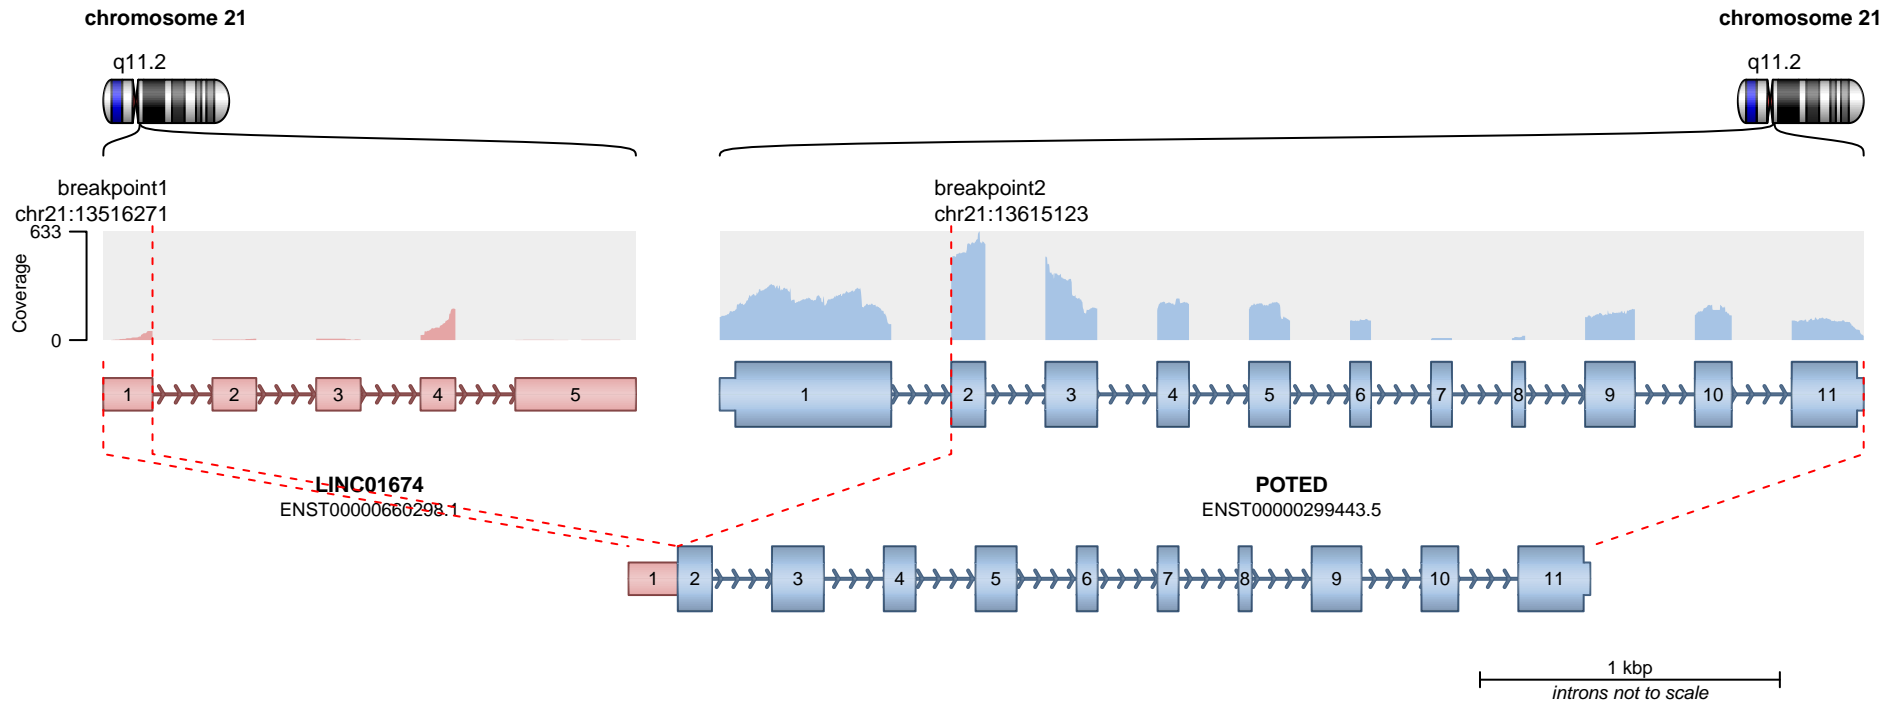 chromosome 21
chromosome 21
q11.2
q11.2
breakpoint1
chr21:13516271
breakpoint2
chr21:13615123
633
Coverage
0
1 2 3 4 5
1 2 3 4 5 6 7 8 9 10 11
LINC01674
ENST00000660298.1
POTED
ENST00000299443.5
1 2 3 4 5 6 7 8 9 10 11
1 kbp
introns not to scale